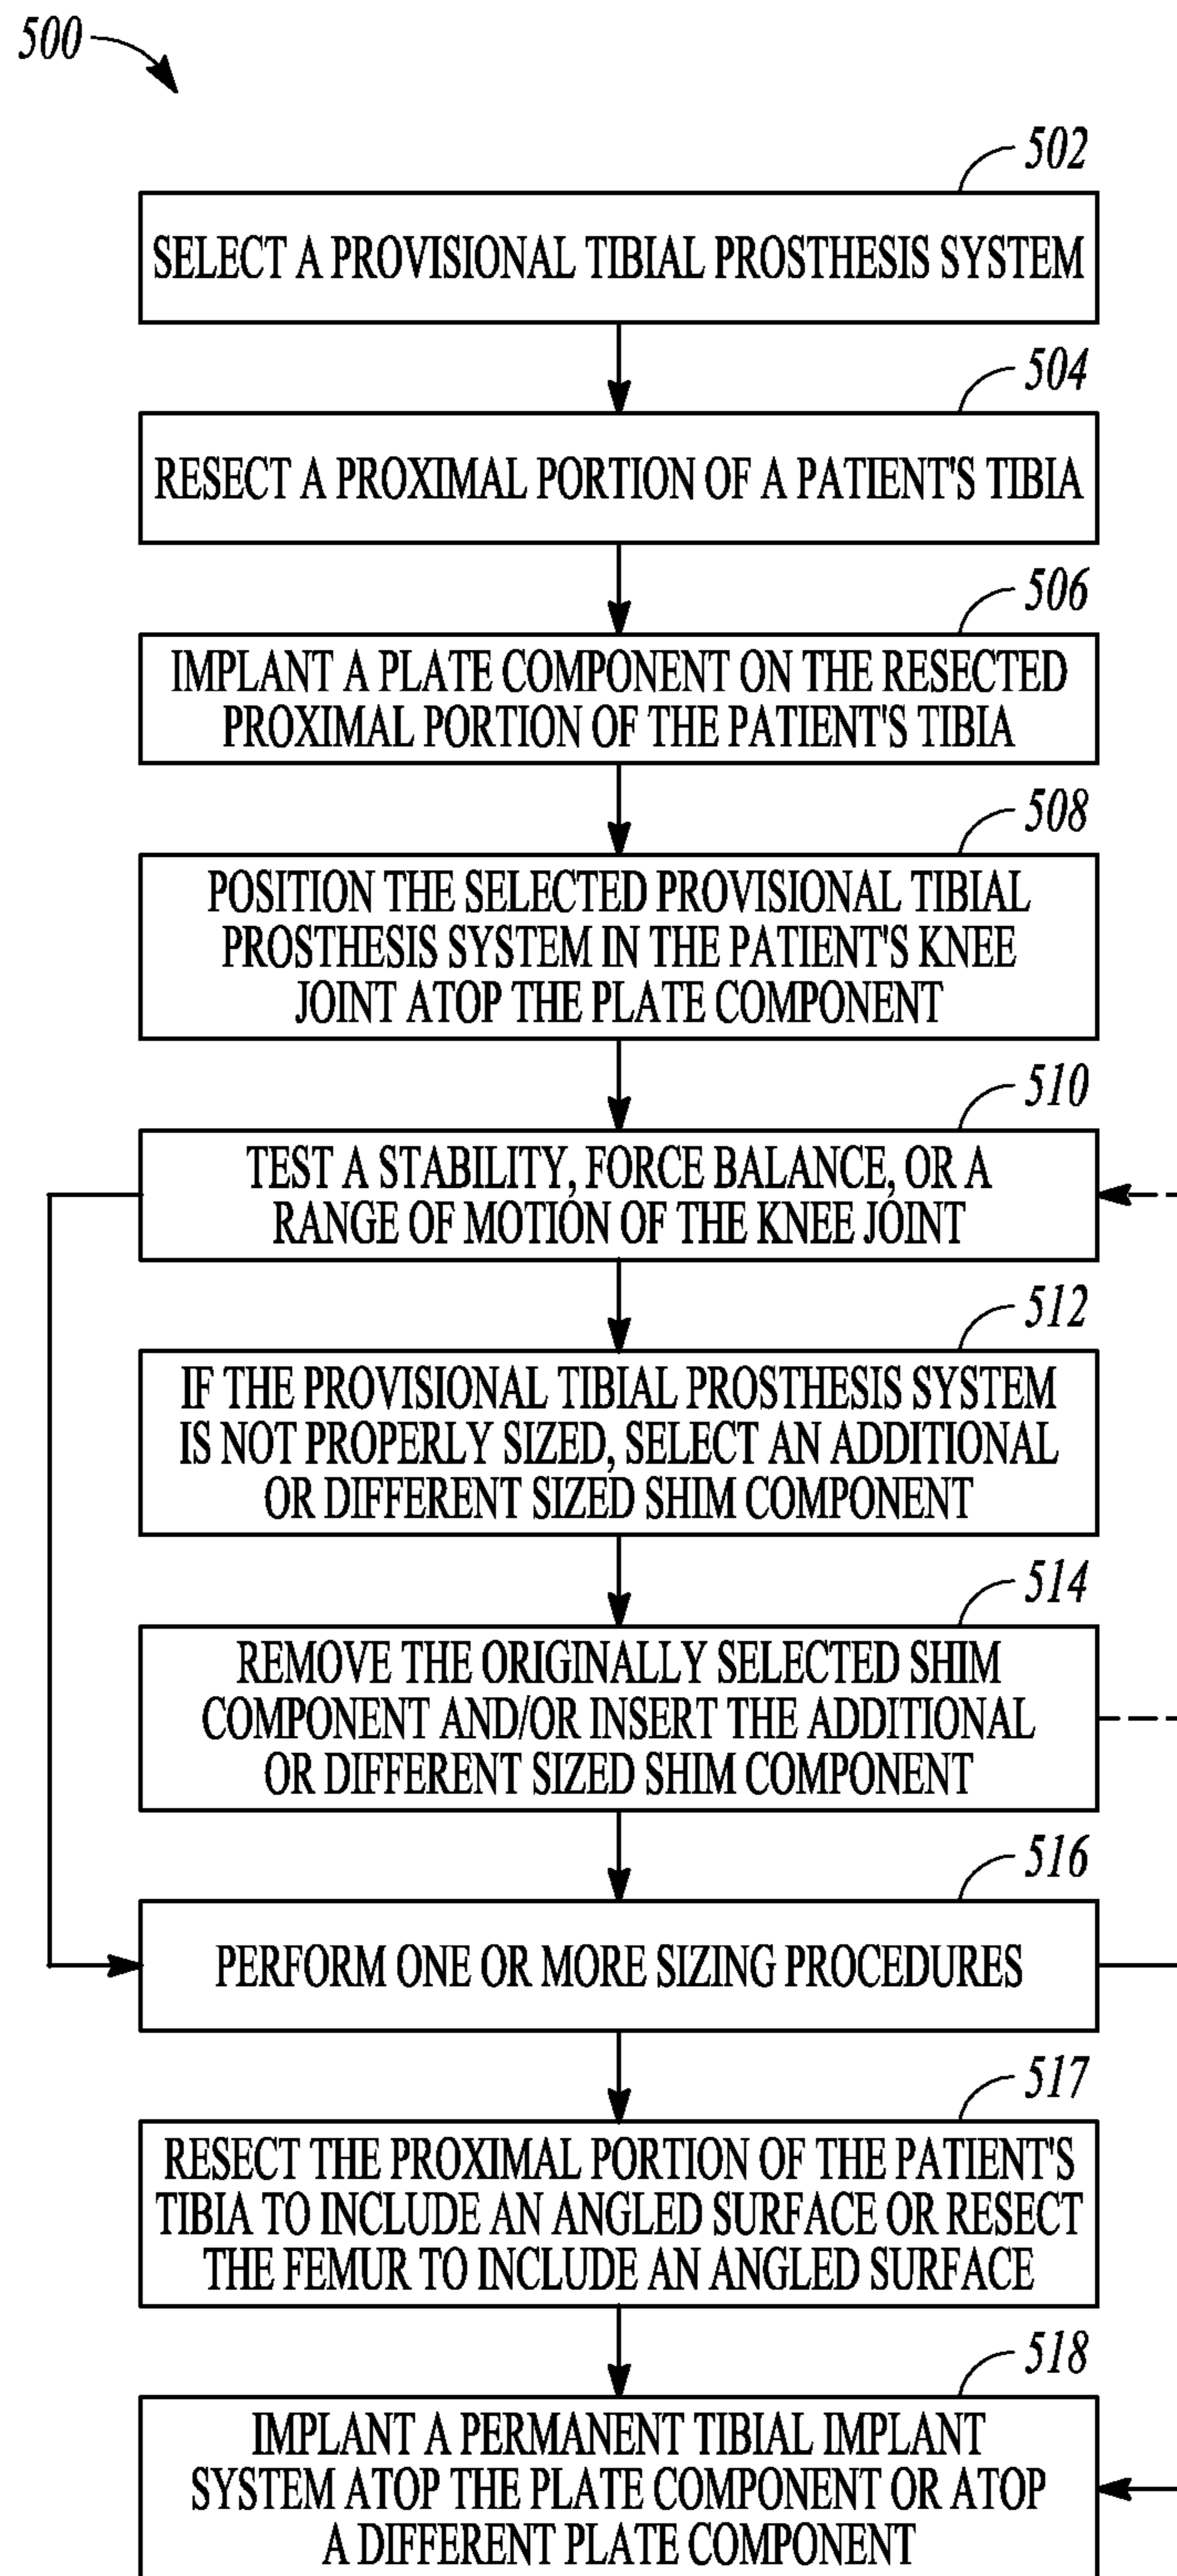 500
502
SELECT A PROVISIONAL TIBIAL PROSTHESIS SYSTEM
504
RESECT A PROXIMAL PORTION OF A PATIENT'S TIBIA
506
IMPLANT A PLATE COMPONENT ON THE RESECTED
PROXIMAL PORTION OF THE PATIENT'S TIBIA
508
POSITION THE SELECTED PROVISIONAL TIBIAL
PROSTHESIS SYSTEM IN THE PATIENT'S KNEE
JOINT ATOP THE PLATE COMPONENT
510
TEST A STABILITY, FORCE BALANCE, OR A
RANGE OF MOTION OF THE KNEE JOINT
512
IF THE PROVISIONAL TIBIAL PROSTHESIS SYSTEM
IS NOT PROPERLY SIZED, SELECT AN ADDITIONAL
OR DIFFERENT SIZED SHIM COMPONENT
514
REMOVE THE ORIGINALLY SELECTED SHIM
COMPONENT AND/OR INSERT THE ADDITIONAL
OR DIFFERENT SIZED SHIM COMPONENT
516
PERFORM ONE OR MORE SIZING PROCEDURES
517
RESECT THE PROXIMAL PORTION OF THE PATIENT'S
TIBIA TO INCLUDE AN ANGLED SURFACE OR RESECT
THE FEMUR TO INCLUDE AN ANGLED SURFACE
518
IMPLANT A PERMANENT TIBIAL IMPLANT
SYSTEM ATOP THE PLATE COMPONENT OR ATOP
A DIFFERENT PLATE COMPONENT